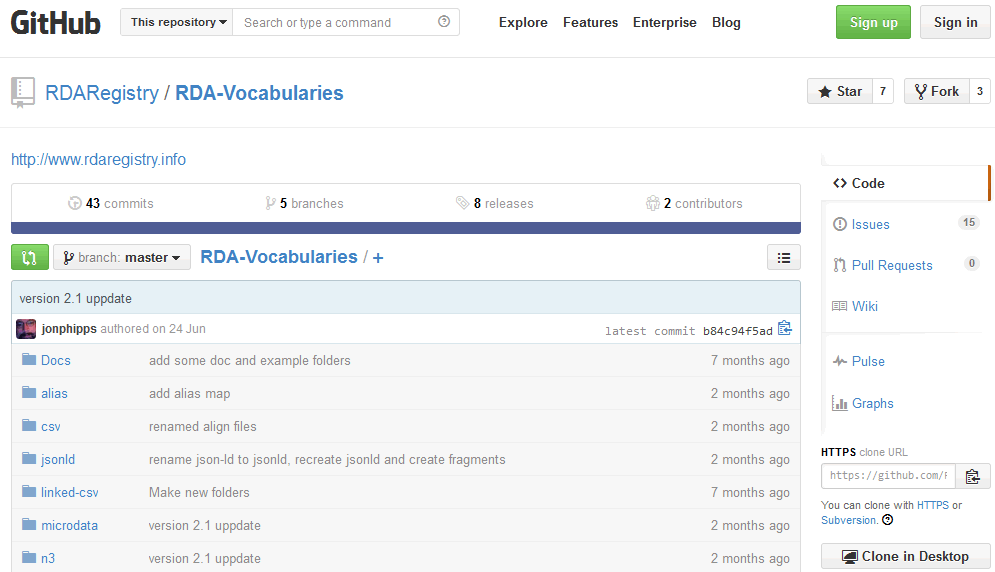 GitHub This repository Search or type a command Explore Features Enterprise Blog Sign up Sign in
RDARegistry / RDA-Vocabularies Star 7 Fork 3
http://www.rdaregistry.info
43 commits 5 branches 8 releases 2 contributors
branch: master RDA-Vocabularies / +
version 2.1 uppdate
jonphipps authored on 24 Jun latest commit b84c94f5ad
Docs add some doc and example folders 7 months ago
alias add alias map 2 months ago
csv renamed align files 2 months ago
jsonld rename json-ld to jsonld, recreate jsonld and create fragments 2 months ago
linked-csv Make new folders 7 months ago
microdata version 2.1 uppdate 2 months ago
n3 version 2.1 uppdate 2 months ago
Code
Issues 15
Pull Requests 0
Wiki
Pulse
Graphs
HTTPS clone URL
https://github.com/
You can clone with HTTPS or
Subversion.
Clone in Desktop